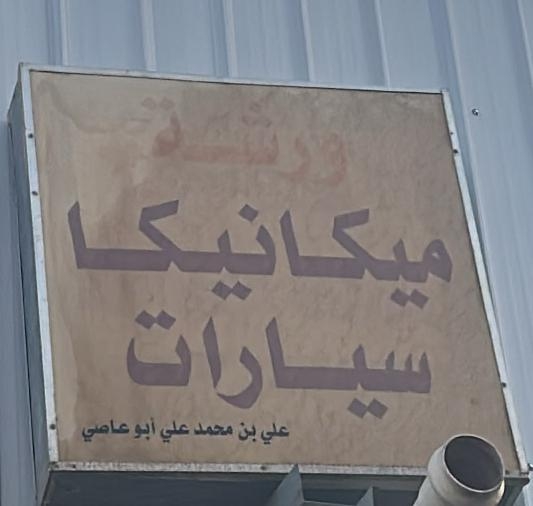 ورشة
ميكانيكا
سيارات
علي بن محمد علي أبو عاصي